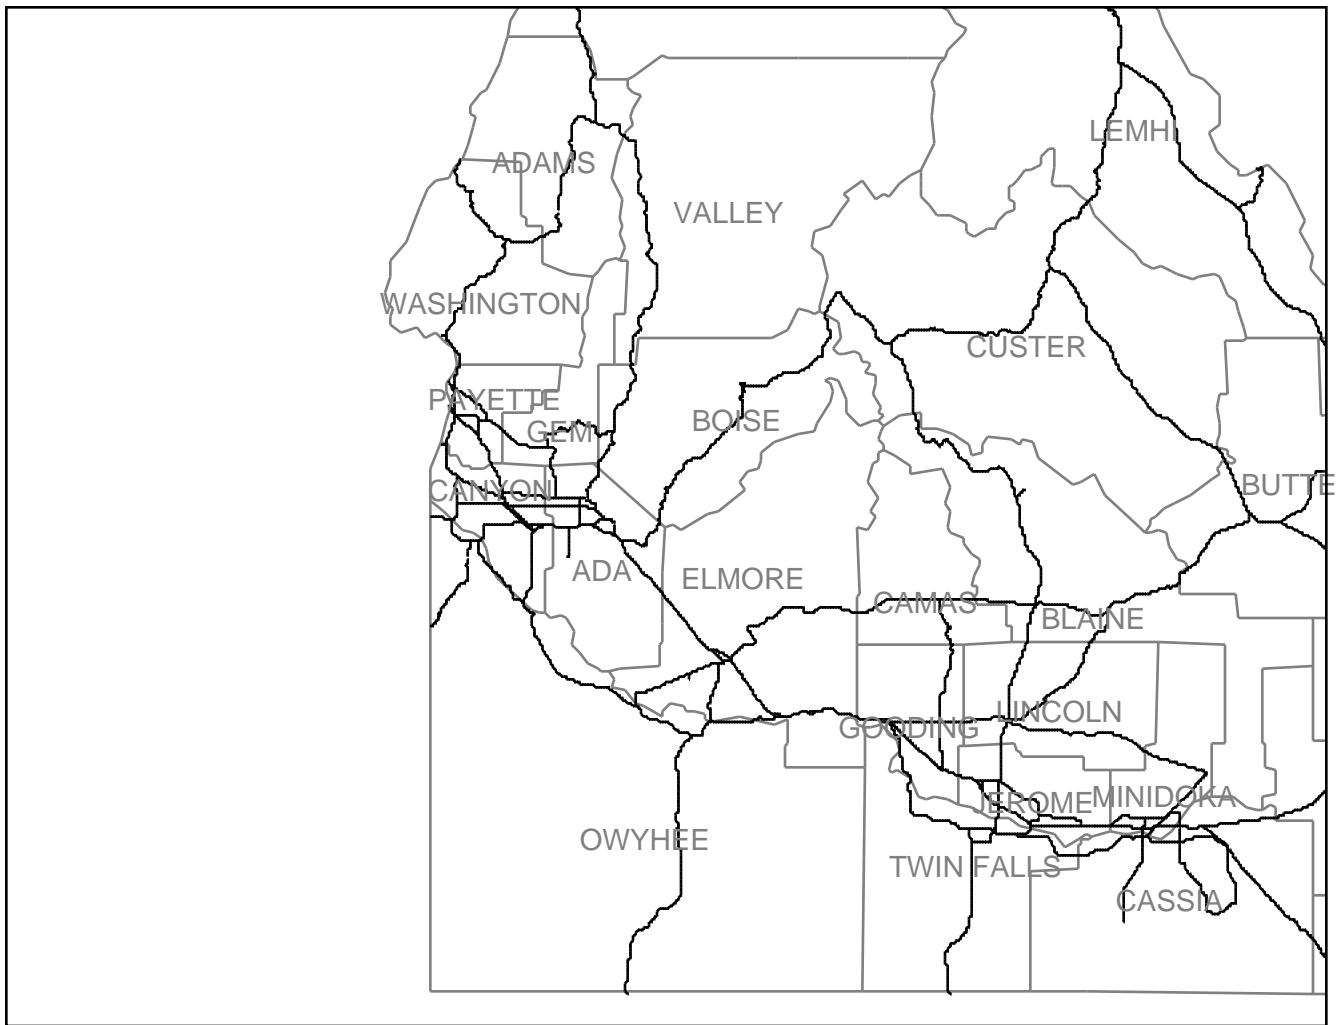 LEMHI
ADAMS
VALLEY
WASHINGTON
CUSTER
PAYETTE
BOISE
GEM
CANYON
BUTTE
ADA
ELMORE
CAMAS
BLAINE
LINCOLN
GOODING
MINIDOKA
JEROME
OWYHEE
TWIN FALLS
CASSIA